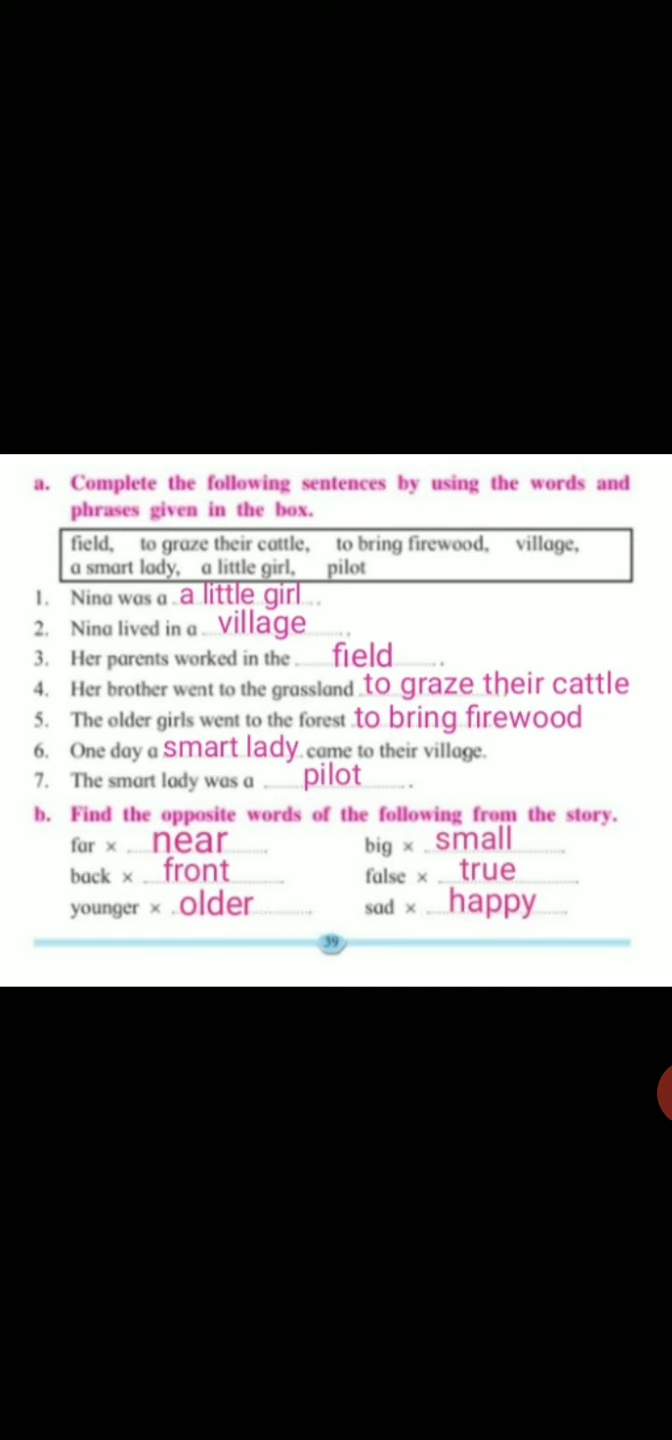 a. Complete the following sentences by using the words and
phrases given in the box.
field, to graze their cattle, to bring firewood, village,
a smart lady, a little girl, pilot
1. Nina was a a little girl .
2. Nina lived in a village .
3. Her parents worked in the field .
4. Her brother went to the grassland to graze their cattle
5. The older girls went to the forest to bring firewood
6. One day a smart lady came to their village.
7. The smart lady was a pilot .
b. Find the opposite words of the following from the story.
far × near big × small
back × front false × true
younger × older sad × happy
39